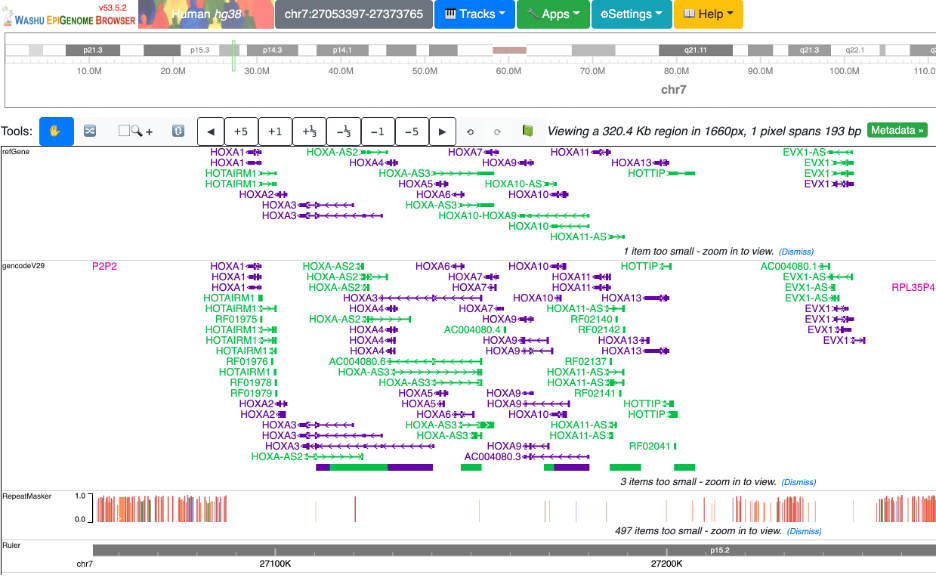 WASHU EPIGENOME BROWSER v53.5.2 Human hg38 chr7:27053397-27373765 Tracks Apps Settings Help
p21.3 p15.3 p14.3 p14.1 q21.11 q21.3 q22.1
10.0M 20.0M 30.0M 40.0M 50.0M 60.0M 70.0M 80.0M 90.0M 100.0M 110.0
chr7
Tools: +5 +1 +⅓ -⅓ -1 -5 Viewing a 320.4 Kb region in 1660px, 1 pixel spans 193 bp Metadata »
refGene
HOXA1 HOXA-AS2 HOXA7 HOXA11 EVX1-AS
HOXA1 HOXA4 HOXA9 HOXA13 EVX1
HOTAIRM1 HOXA-AS3 HOTTIP EVX1
HOTAIRM1 HOXA5 HOXA10-AS EVX1
HOXA2 HOXA6 HOXA10
HOXA3 HOXA-AS3
HOXA3 HOXA10-HOXA9
HOXA10
HOXA11-AS
1 item too small - zoom in to view. (Dismiss)
gencodeV29
P2P2 HOXA1 HOXA-AS2 HOXA6 HOXA10 HOTTIP AC004080.1
HOXA1 HOXA-AS2 HOXA7 HOXA11 EVX1-AS
HOXA1 HOXA-AS2 HOXA7 HOXA11 EVX1-AS RPL35P4
HOTAIRM1 HOXA3 HOXA10 HOXA13 EVX1-AS
HOTAIRM1 HOXA4 HOXA7 HOXA11-AS EVX1
RF01975 HOXA-AS2 HOXA9 RF02140 EVX1
HOTAIRM1 HOXA4 AC004080.4 RF02142 EVX1
HOTAIRM1 HOXA4 HOXA9 HOXA13 EVX1
HOTAIRM1 HOXA4 HOXA9 HOXA13
RF01976 AC004080.6 RF02137
HOTAIRM1 HOXA-AS3 HOXA11-AS
RF01978 HOXA-AS3 HOXA11-AS
RF01979 HOXA5 HOXA9 RF02141
HOXA2 HOXA5 HOXA9 HOTTIP
HOXA2 HOXA6 HOXA10 HOTTIP
HOXA3 HOXA-AS3 HOXA11-AS
HOXA3 HOXA-AS3 HOXA11-AS
HOXA3 HOXA9 RF02041
HOXA-AS2 AC004080.3
3 items too small - zoom in to view. (Dismiss)
RepeatMasker 1.0
0.0
497 items too small - zoom in to view. (Dismiss)
Ruler
p15.2
chr7 27100K 27200K